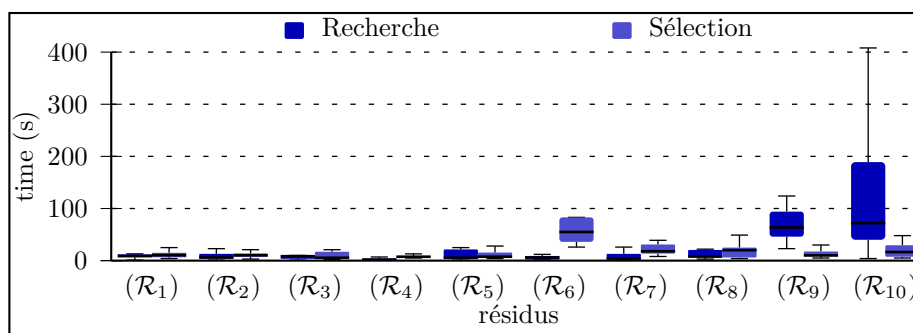 Recherche Sélection
400
300
200
100
0
time (s)
(ℛ₁) (ℛ₂) (ℛ₃) (ℛ₄) (ℛ₅) (ℛ₆) (ℛ₇) (ℛ₈) (ℛ₉) (ℛ₁₀)
résidus